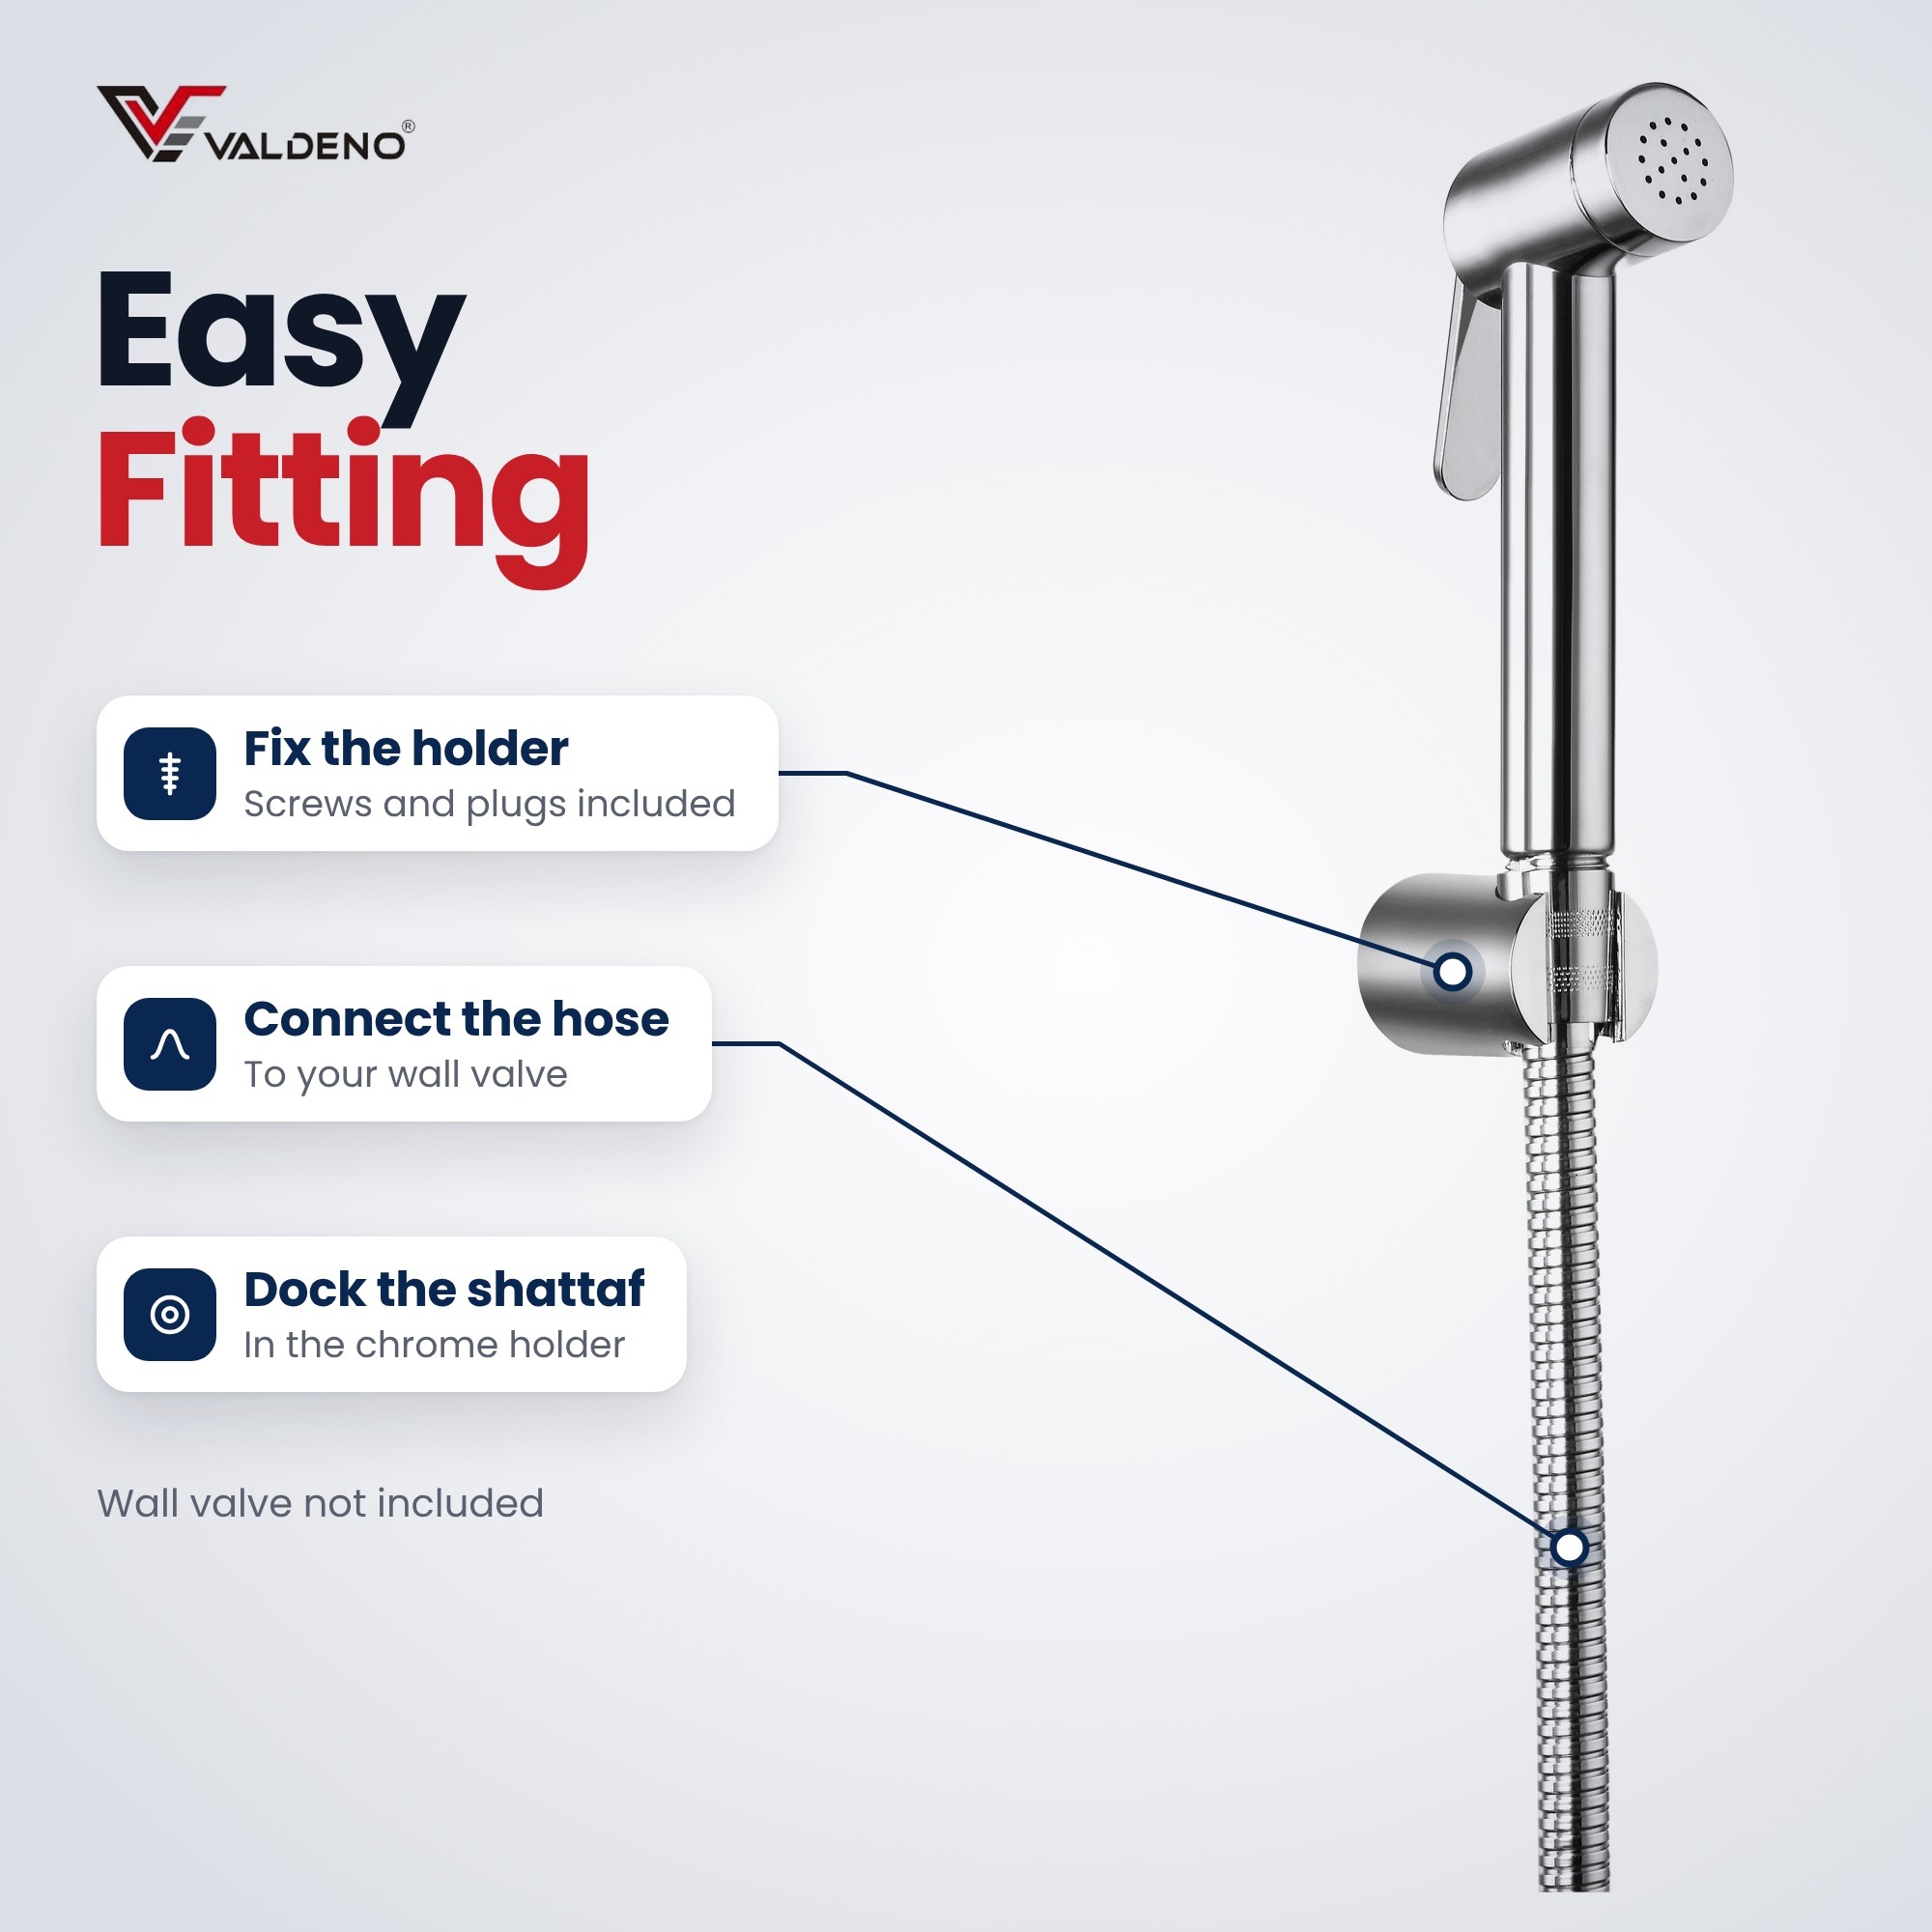 VALDENO®
Easy
Fitting
Fix the holder
Screws and plugs included
Connect the hose
To your wall valve
Dock the shattaf
In the chrome holder
Wall valve not included